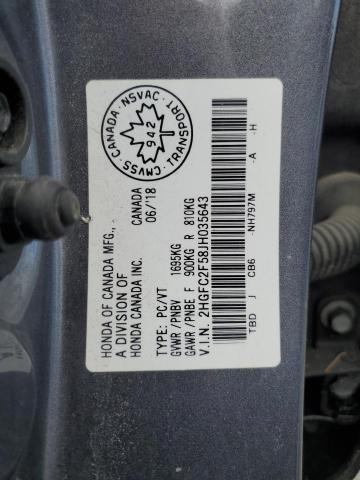 HONDA OF CANADA MFG.,
A DIVISION OF
HONDA CANADA INC.
CANADA
06/18
TYPE: PC/VT
GVWR /PNBV 1695KG
GAWR /PNBE F 900KG R 810KG
V.I.N. 2HGFC2F58JH035643
TBD J CB6 -NH797M -A -H
CANADA · NSVAC · TRANSPORT · CMVSS ·
942